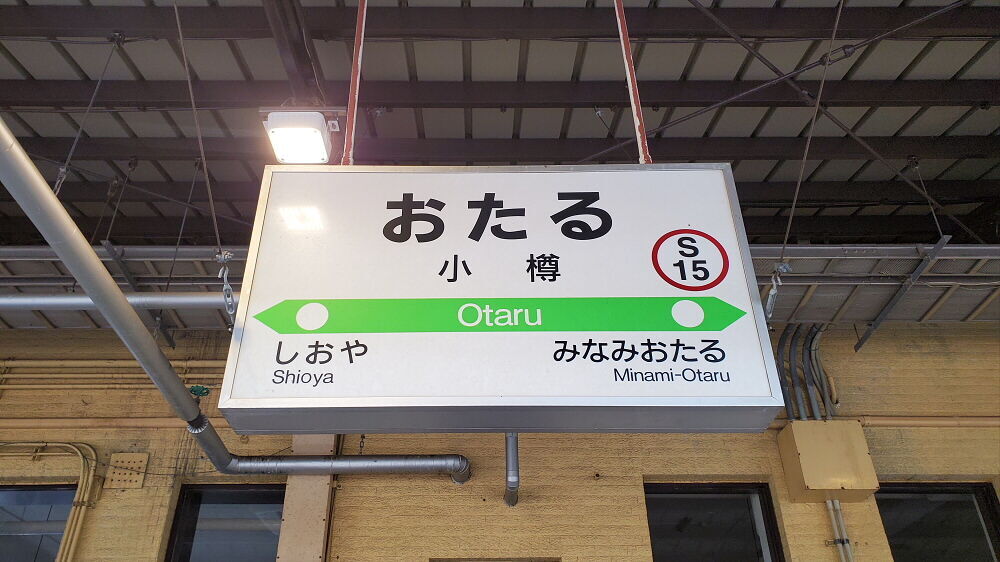 おたる
小樽
S
15
Otaru
しおや
Shioya
みなみおたる
Minami-Otaru